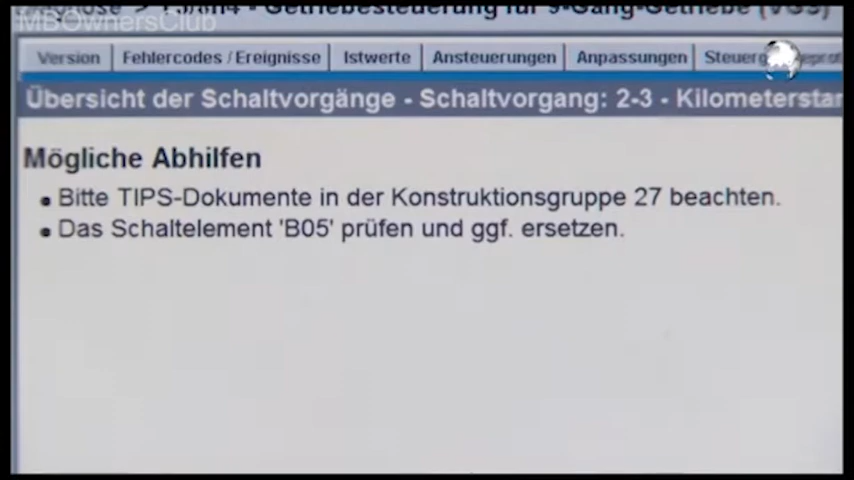 MBOwnersClub
Getriebesteuerung für 9-Gang-Getriebe (VGS)
Version
Fehlercodes / Ereignisse
Istwerte
Ansteuerungen
Anpassungen
Übersicht der Schaltvorgänge - Schaltvorgang: 2-3 -
Mögliche Abhilfen
• Bitte TIPS-Dokumente in der Konstruktionsgruppe 27 beachten.
• Das Schaltelement 'B05' prüfen und ggf. ersetzen.